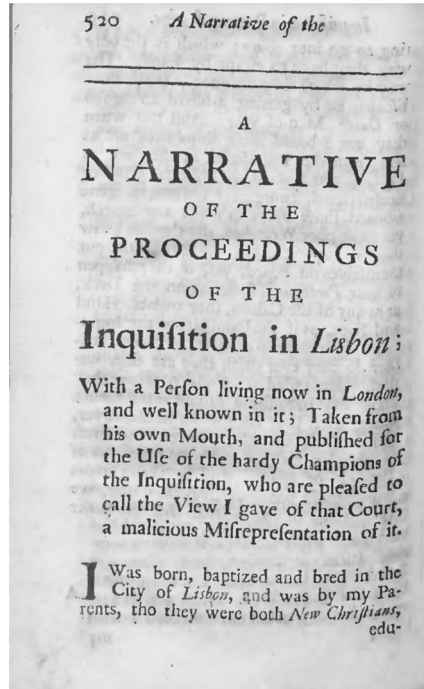 520 A Narrative of the
A
NARRATIVE
OF THE
PROCEEDINGS
OF THE
Inquiſition in Lisbon;
With a Perſon living now in London,
and well known in it; Taken from
his own Mouth, and publiſhed for
the Uſe of the hardy Champions of
the Inquiſition, who are pleaſed to
call the View I gave of that Court,
a malicious Miſrepreſentation of it.
I Was born, baptized and bred in the
City of Lisbon, and was by my Pa-
rents, tho they were both New Chriſtians,
edu-